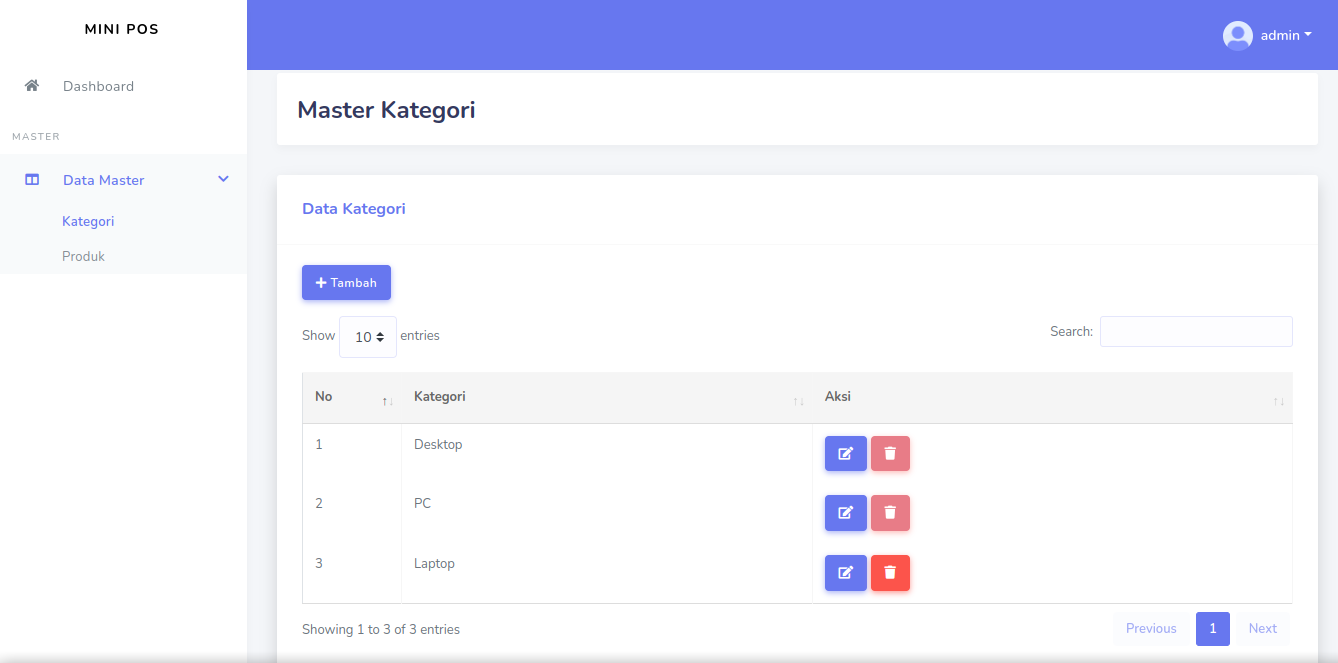 MINI POS
admin
Dashboard
MASTER
Data Master
Kategori
Produk
Master Kategori
Data Kategori
Tambah
Show 10 entries
Search:
No Kategori Aksi
1 Desktop
2 PC
3 Laptop
Showing 1 to 3 of 3 entries
Previous 1 Next